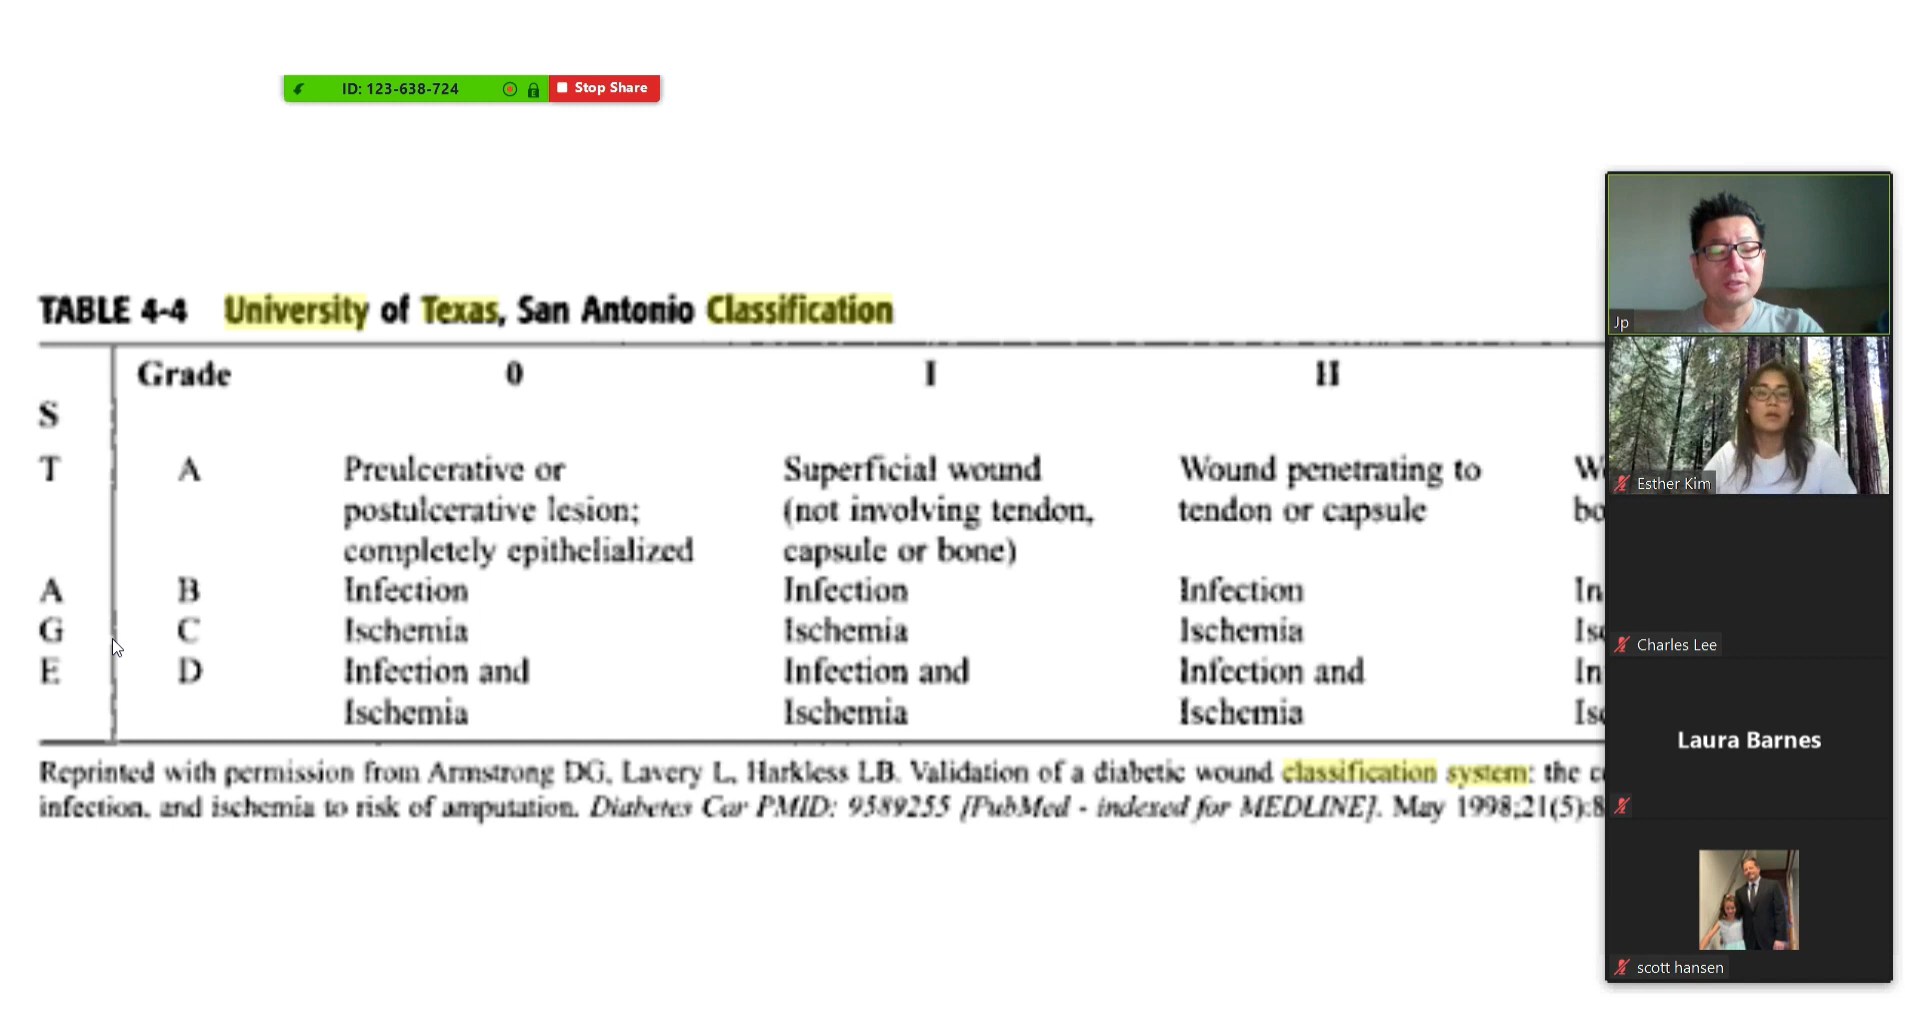 ID: 123-638-724 Stop Share
TABLE 4-4 University of Texas, San Antonio Classification
Grade 0 I II
S
T A Preulcerative or Superficial wound Wound penetrating to
postulcerative lesion; (not involving tendon, tendon or capsule
completely epithelialized capsule or bone)
A B Infection Infection Infection In
G C Ischemia Ischemia Ischemia Isc
E D Infection and Infection and Infection and In
Ischemia Ischemia Ischemia Isc
Reprinted with permission from Armstrong DG, Lavery L, Harkless LB. Validation of a diabetic wound classification system: the
infection, and ischemia to risk of amputation. Diabetes Car PMID: 9589255 [PubMed - indexed for MEDLINE]. May 1998;21(5):8
Jp
Esther Kim
Charles Lee
Laura Barnes
scott hansen